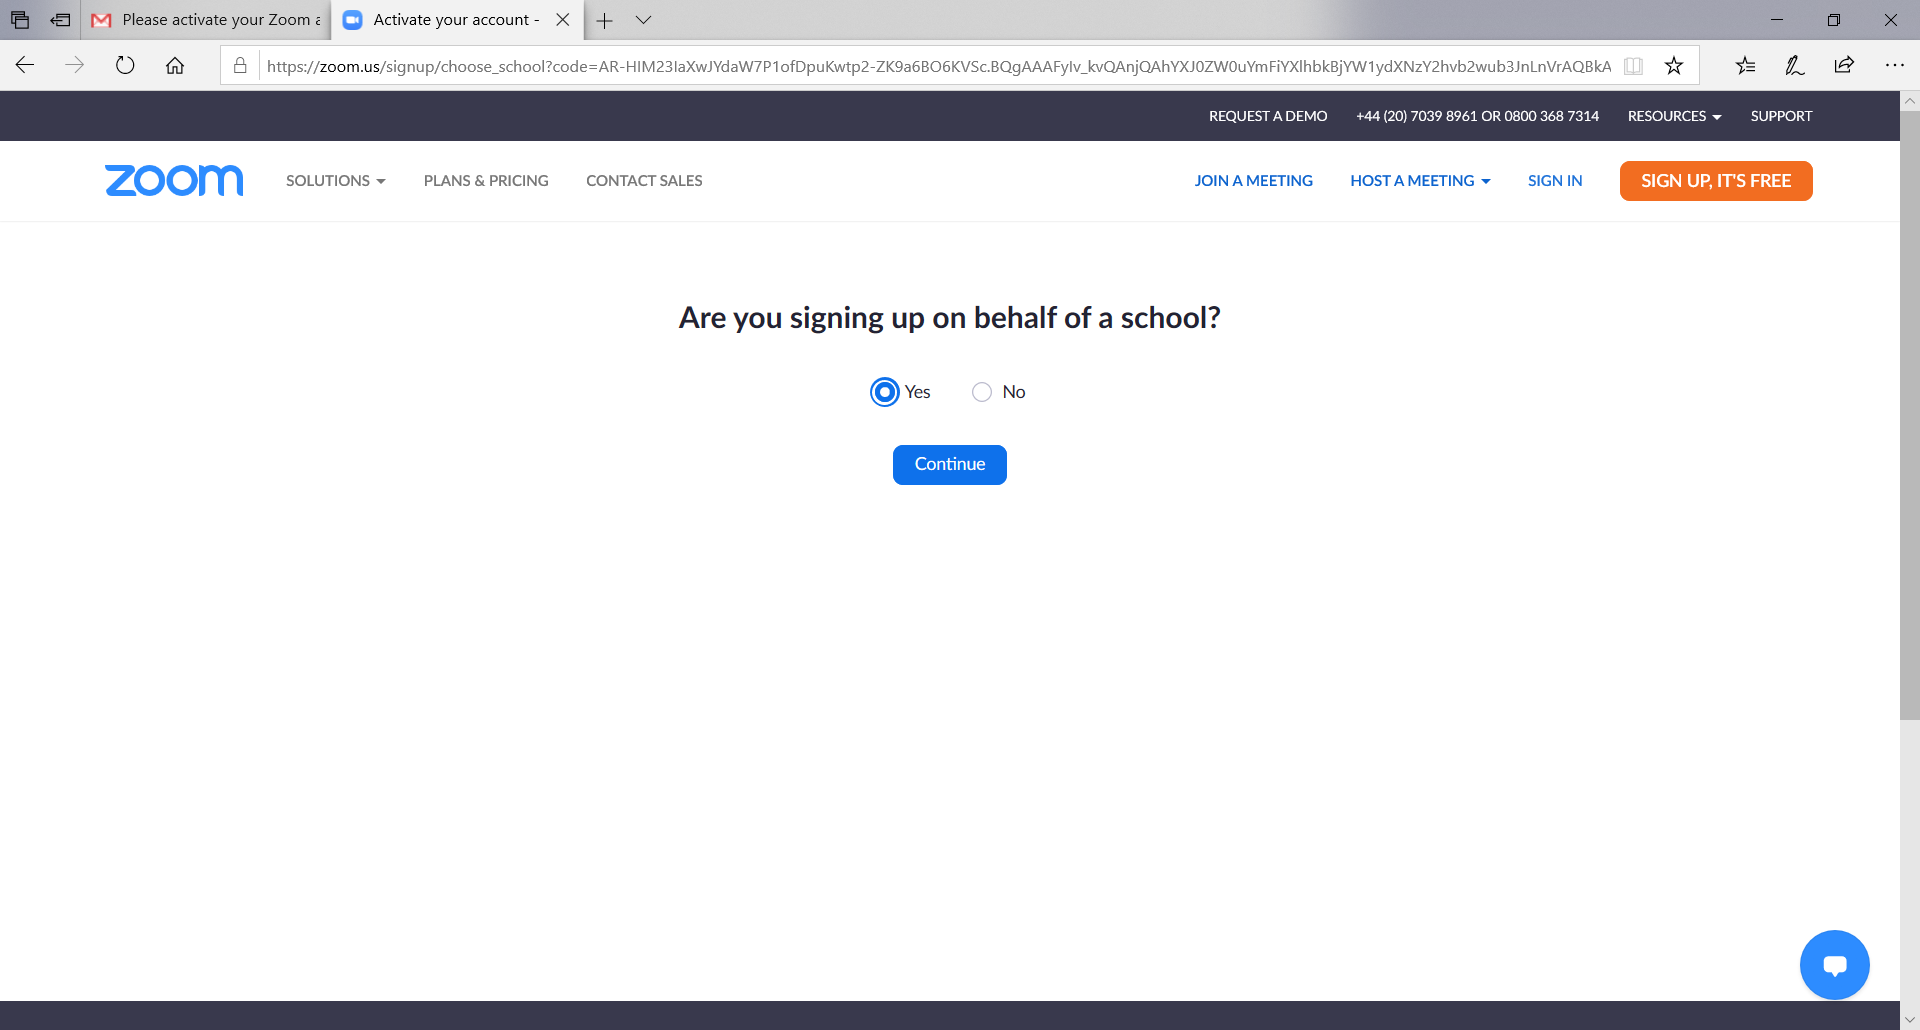 Please activate your Zoom a
Activate your account -
https://zoom.us/signup/choose_school?code=AR-HIM23IaXwJYdaW7P1ofDpuKwtp2-ZK9a6BO6KVSc.BQgAAAFyIv_kvQAnjQAhYXJ0ZW0uYmFiYXlhbkBjYW1ydXNzY2hvb2wub3JnLnVrAQBkA
REQUEST A DEMO +44 (20) 7039 8961 OR 0800 368 7314 RESOURCES SUPPORT
zoom SOLUTIONS PLANS & PRICING CONTACT SALES JOIN A MEETING HOST A MEETING SIGN IN SIGN UP, IT'S FREE
Are you signing up on behalf of a school?
Yes No
Continue